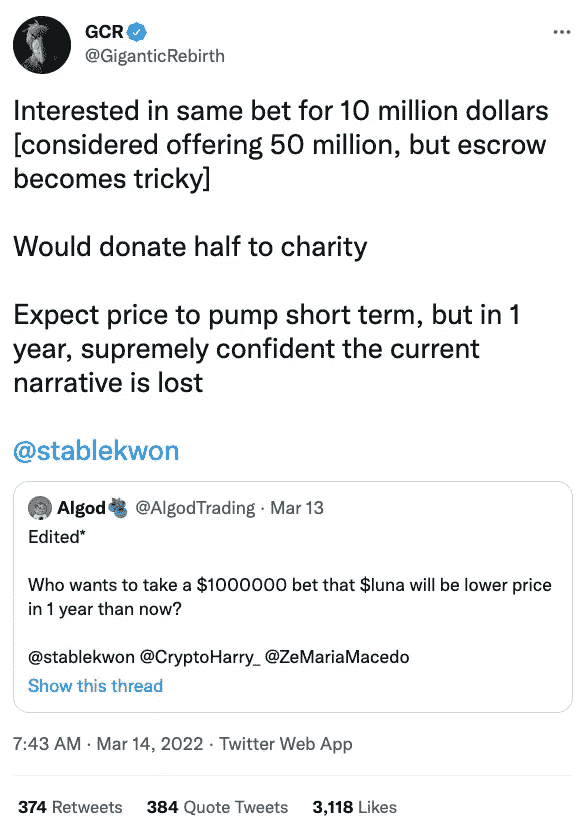 GCR
@GiganticRebirth
Interested in same bet for 10 million dollars
[considered offering 50 million, but escrow
becomes tricky]
Would donate half to charity
Expect price to pump short term, but in 1
year, supremely confident the current
narrative is lost
@stablekwon
Algod @AlgodTrading · Mar 13
Edited*
Who wants to take a $1000000 bet that $luna will be lower price
in 1 year than now?
@stablekwon @CryptoHarry_ @ZeMariaMacedo
Show this thread
7:43 AM · Mar 14, 2022 · Twitter Web App
374 Retweets 384 Quote Tweets 3,118 Likes